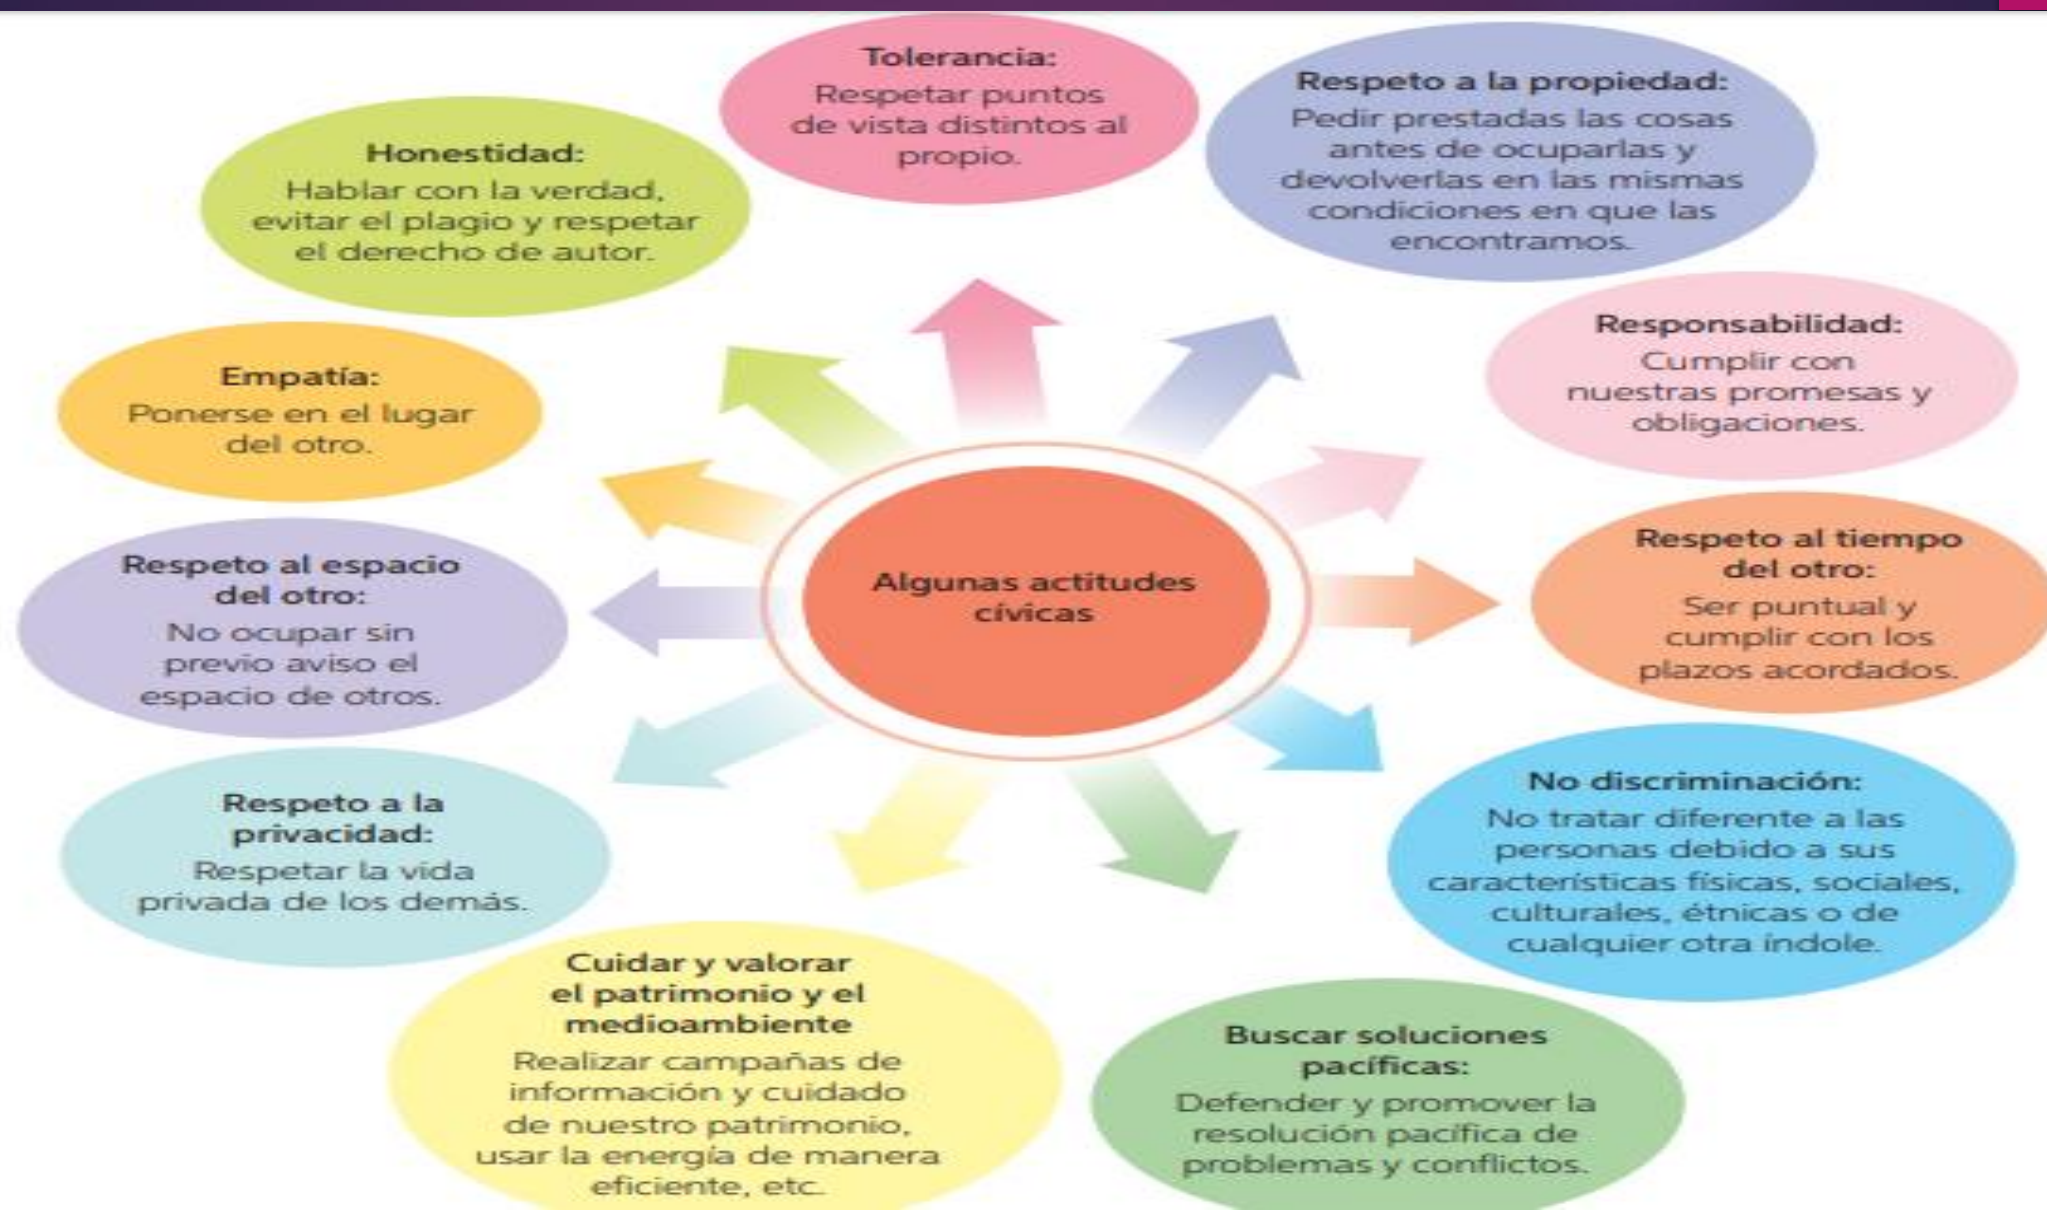 Tolerancia:
Respetar puntos
de vista distintos al
propio.
Respeto a la propiedad:
Pedir prestadas las cosas
antes de ocuparlas y
devolverlas en las mismas
condiciones en que las
encontramos.
Honestidad:
Hablar con la verdad,
evitar el plagio y respetar
el derecho de autor.
Responsabilidad:
Cumplir con
nuestras promesas y
obligaciones.
Empatía:
Ponerse en el lugar
del otro.
Respeto al tiempo
del otro:
Ser puntual y
cumplir con los
plazos acordados.
Respeto al espacio
del otro:
No ocupar sin
previo aviso el
espacio de otros.
Algunas actitudes
cívicas
No discriminación:
No tratar diferente a las
personas debido a sus
características físicas, sociales,
culturales, étnicas o de
cualquier otra índole.
Respeto a la
privacidad:
Respetar la vida
privada de los demás.
Cuidar y valorar
el patrimonio y el
medioambiente
Realizar campañas de
información y cuidado
de nuestro patrimonio,
usar la energía de manera
eficiente, etc.
Buscar soluciones
pacíficas:
Defender y promover la
resolución pacífica de
problemas y conflictos.